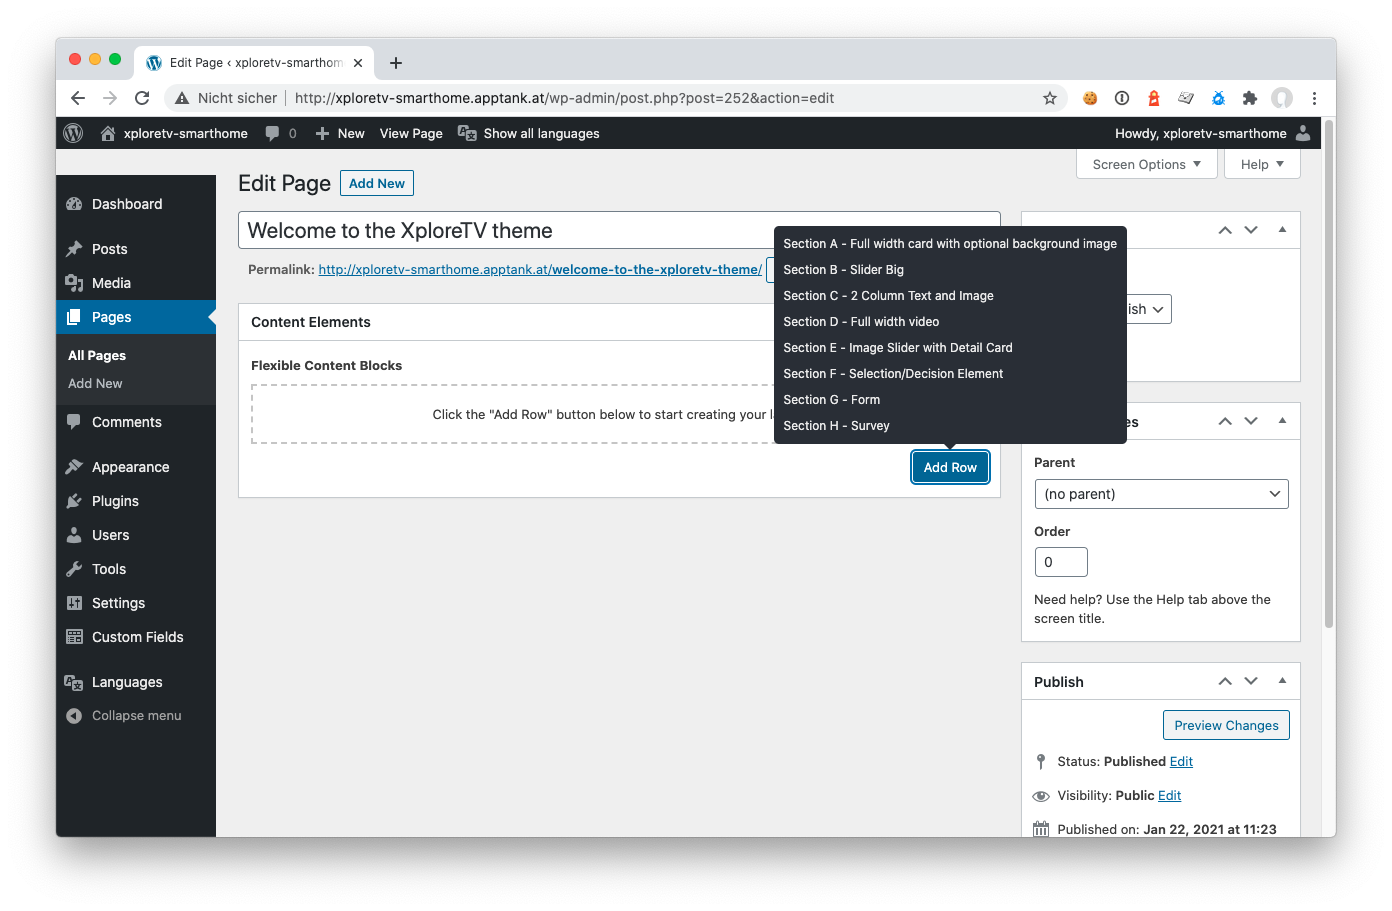 Edit Page ‹ xploretv-smarthom
Nicht sicher
http://xploretv-smarthome.apptank.at/wp-admin/post.php?post=252&action=edit
xploretv-smarthome 0 New View Page Show all languages Howdy, xploretv-smarthome
Screen Options Help
Edit Page Add New
Dashboard
Posts
Media
Pages
All Pages
Add New
Comments
Appearance
Plugins
Users
Tools
Settings
Custom Fields
Languages
Collapse menu
Welcome to the XploreTV theme
Permalink: http://xploretv-smarthome.apptank.at/welcome-to-the-xploretv-theme/
Content Elements
Flexible Content Blocks
Click the "Add Row" button below to start creating your l
Section A - Full width card with optional background image
Section B - Slider Big
Section C - 2 Column Text and Image
Section D - Full width video
Section E - Image Slider with Detail Card
Section F - Selection/Decision Element
Section G - Form
Section H - Survey
Add Row
ish
es
Parent
(no parent)
Order
0
Need help? Use the Help tab above the
screen title.
Publish
Preview Changes
Status: Published Edit
Visibility: Public Edit
Published on: Jan 22, 2021 at 11:23